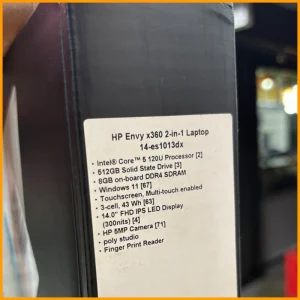 HP Envy x360 2-in-1 Laptop
14-es1013dx
• Intel® Core™ 5 120U Processor [2]
• 512GB Solid State Drive [3]
• 8GB on-board DDR4 SDRAM
• Windows 11 [67]
• Touchscreen, Multi-touch enabled
• 3-cell, 43 Wh [63]
• 14.0" FHD IPS LED Display
(300nits) [4]
• HP 5MP Camera [71]
• poly studio
• Finger Print Reader